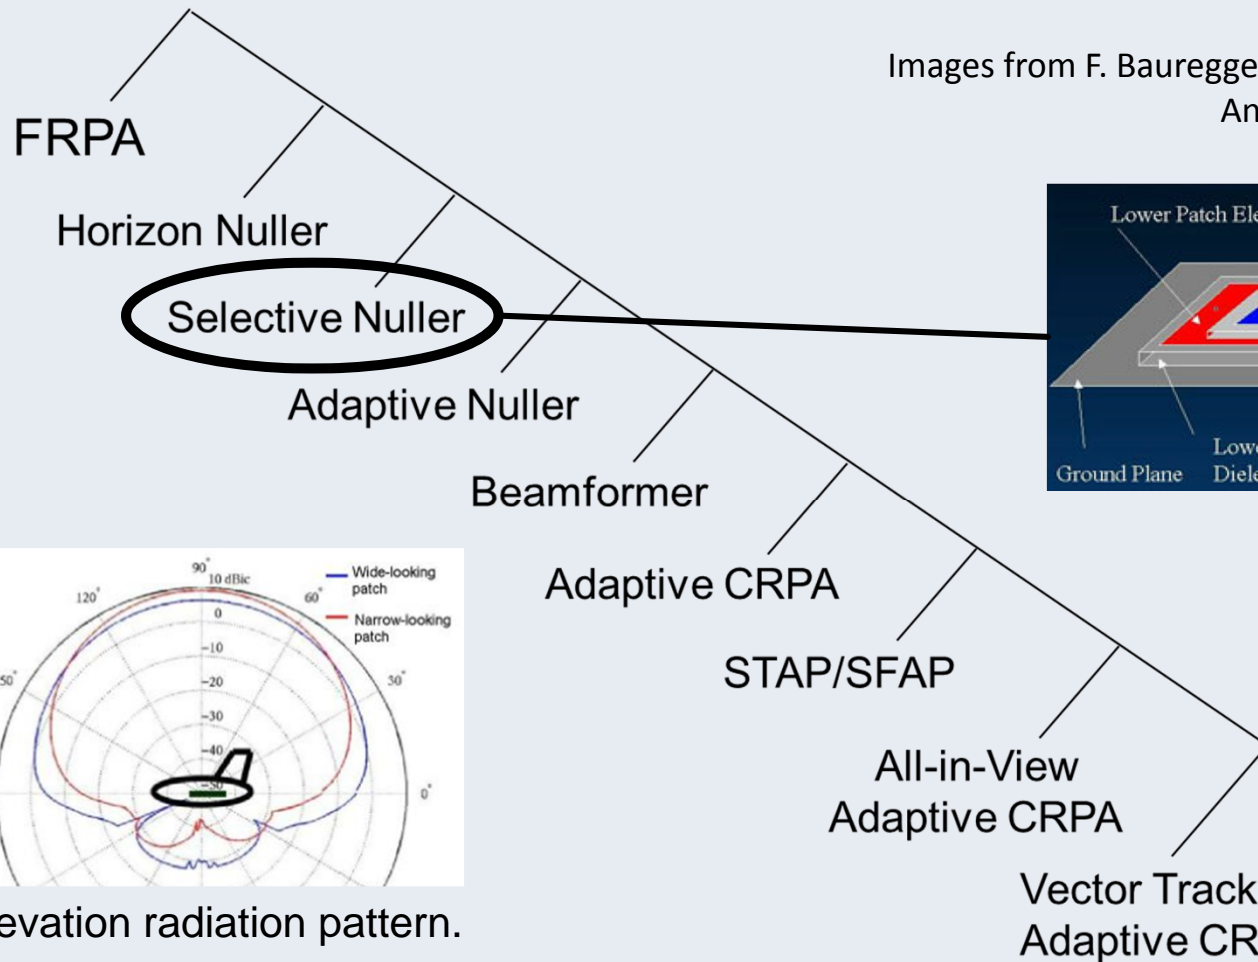 Images from F. Bauregge
An
FRPA
Horizon Nuller
Selective Nuller
Adaptive Nuller
Beamformer
Adaptive CRPA
STAP/SFAP
All-in-View
Adaptive CRPA
Vector Track
Adaptive CR
Lower Patch Ele
Ground Plane
Lowe
Diele
90°
10 dBic
120°
60°
50°
30°
0°
0
-10
-20
-30
-40
-50
Wide-looking
patch
Narrow-looking
patch
evation radiation pattern.